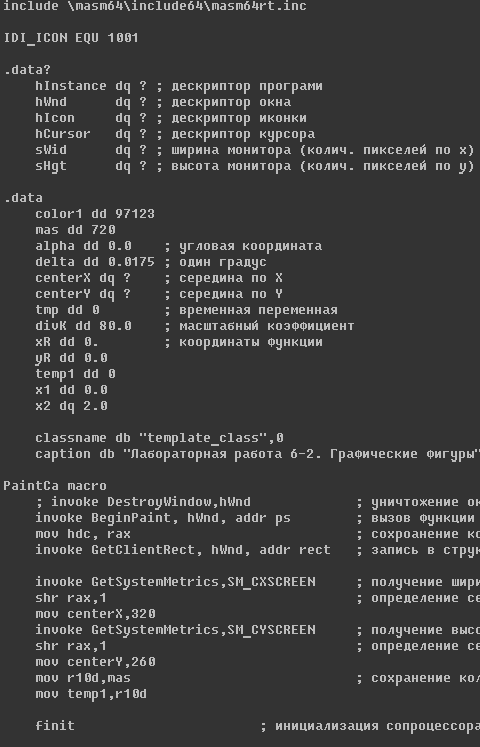 include \masm64\include64\masm64rt.inc
IDI_ICON EQU 1001
.data?
hInstance dq ? ; дескриптор програми
hWnd dq ? ; дескриптор окна
hIcon dq ? ; дескриптор иконки
hCursor dq ? ; дескриптор курсора
sWid dq ? ; ширина монитора (колич. пикселей по x)
sHgt dq ? ; высота монитора (колич. пикселей по y)
.data
color1 dd 97123
mas dd 720
alpha dd 0.0 ; угловая координата
delta dd 0.0175 ; один градус
centerX dq ? ; середина по X
centerY dq ? ; середина по Y
tmp dd 0 ; временная переменная
divK dd 80.0 ; масштабный коэффициент
xR dd 0. ; координаты функции
yR dd 0.0
temp1 dd 0
x1 dd 0.0
x2 dq 2.0
classname db "template_class",0
caption db "Лабораторная работа 6-2. Графические фигуры"
PaintCa macro
; invoke DestroyWindow,hWnd ; уничтожение ок
invoke BeginPaint, hWnd, addr ps ; вызов функции
mov hdc, rax ; сохроанение ко
invoke GetClientRect, hWnd, addr rect ; запись в струк
invoke GetSystemMetrics,SM_CXSCREEN ; получение шири
shr rax,1 ; определение се
mov centerX,320
invoke GetSystemMetrics,SM_CYSCREEN ; получение высо
shr rax,1 ; определение се
mov centerY,260
mov r10d,mas ; сохранение кол
mov temp1,r10d
finit ; инициализация сопроцессора